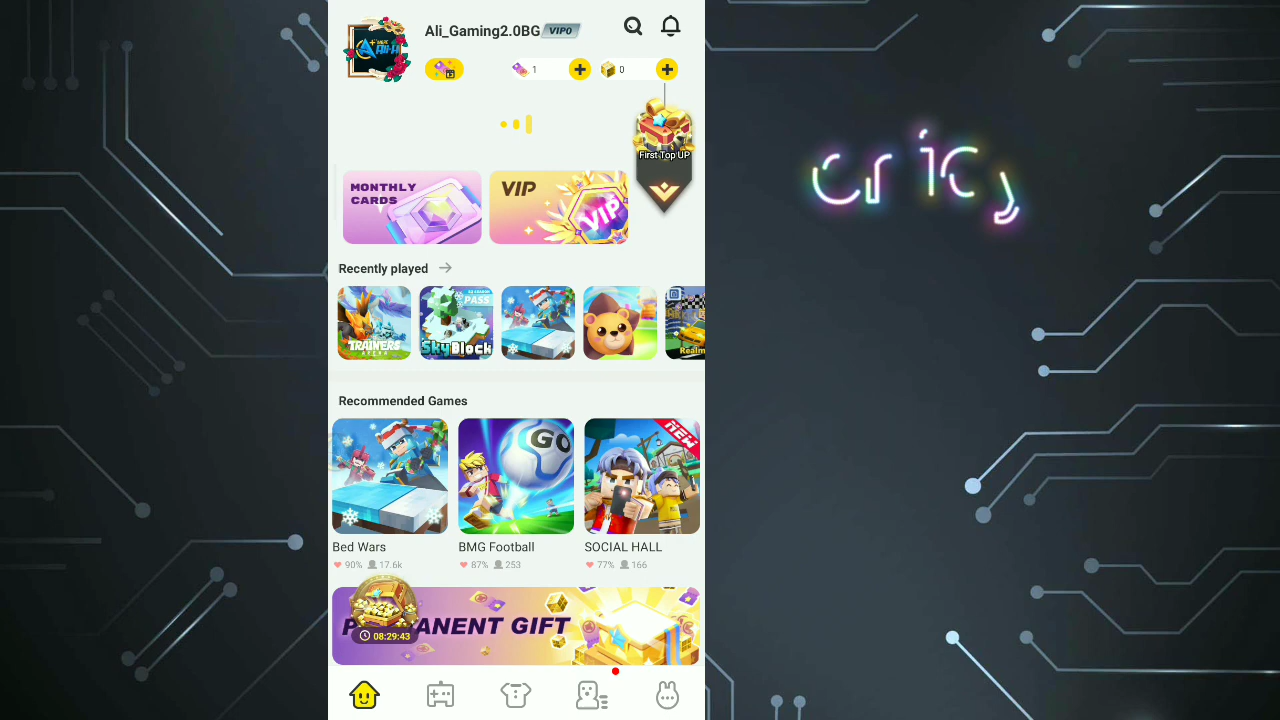 Ali_Gaming2.0BG VIP0
1 0
First Top UP
MONTHLY
CARDS
VIP
VIP
Recently played
TRAINERS
ARENA
PASS
SkyBlock
Realm
Recommended Games
GO
NEW
Bed Wars
BMG Football
SOCIAL HALL
90% 17.6k
87% 253
77% 166
GIFT
08:29:43